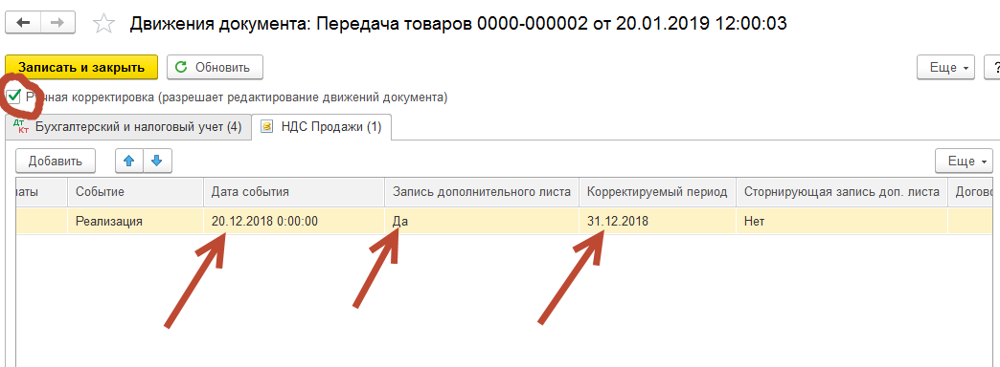 Движения документа: Передача товаров 0000-000002 от 20.01.2019 12:00:03
Записать и закрыть Обновить Еще ?
Ручная корректировка (разрешает редактирование движений документа)
Дт Кт Бухгалтерский и налоговый учет (4) НДС Продажи (1)
Добавить Еще
аты Событие Дата события Запись дополнительного листа Корректируемый период Сторнирующая запись доп. листа Догово
Реализация 20.12.2018 0:00:00 Да 31.12.2018 Нет